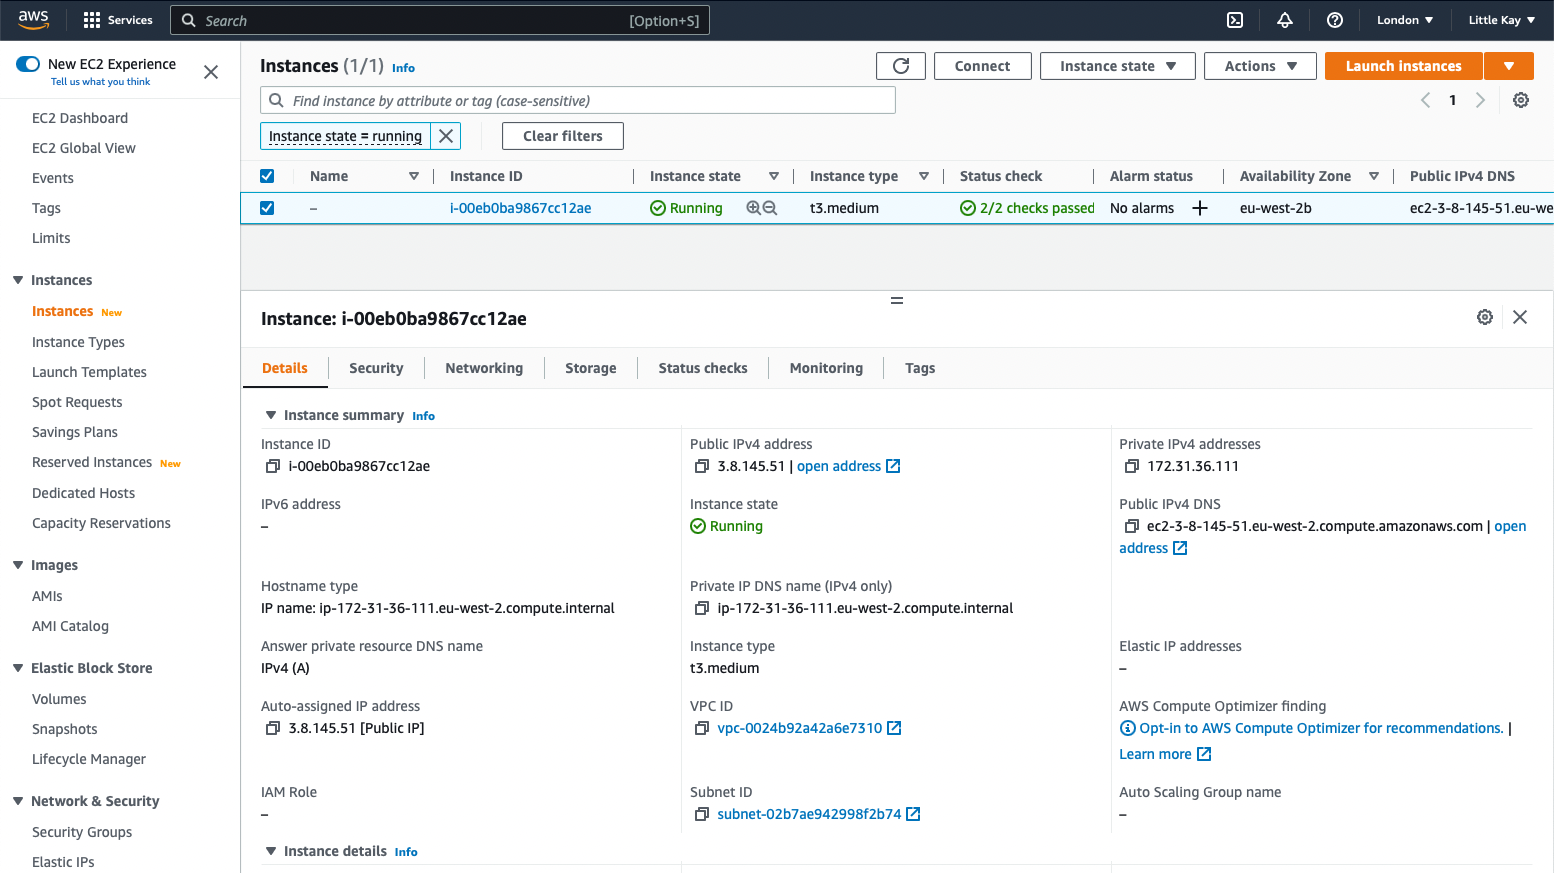 aws
Services
Search
[Option+S]
London
Little Kay
New EC2 Experience
Tell us what you think
EC2 Dashboard
EC2 Global View
Events
Tags
Limits
Instances
Instances New
Instance Types
Launch Templates
Spot Requests
Savings Plans
Reserved Instances New
Dedicated Hosts
Capacity Reservations
Images
AMIs
AMI Catalog
Elastic Block Store
Volumes
Snapshots
Lifecycle Manager
Network & Security
Security Groups
Elastic IPs
Instances (1/1) Info
Connect
Instance state
Actions
Launch instances
Find instance by attribute or tag (case-sensitive)
1
Instance state = running
Clear filters
Name
Instance ID
Instance state
Instance type
Status check
Alarm status
Availability Zone
Public IPv4 DNS
–
i-00eb0ba9867cc12ae
Running
t3.medium
2/2 checks passed
No alarms
eu-west-2b
ec2-3-8-145-51.eu-we
Instance: i-00eb0ba9867cc12ae
Details
Security
Networking
Storage
Status checks
Monitoring
Tags
Instance summary Info
Instance ID
i-00eb0ba9867cc12ae
Public IPv4 address
3.8.145.51 | open address
Private IPv4 addresses
172.31.36.111
IPv6 address
–
Instance state
Running
Public IPv4 DNS
ec2-3-8-145-51.eu-west-2.compute.amazonaws.com | open
address
Hostname type
IP name: ip-172-31-36-111.eu-west-2.compute.internal
Private IP DNS name (IPv4 only)
ip-172-31-36-111.eu-west-2.compute.internal
Answer private resource DNS name
IPv4 (A)
Instance type
t3.medium
Elastic IP addresses
–
Auto-assigned IP address
3.8.145.51 [Public IP]
VPC ID
vpc-0024b92a42a6e7310
AWS Compute Optimizer finding
Opt-in to AWS Compute Optimizer for recommendations. |
Learn more
IAM Role
–
Subnet ID
subnet-02b7ae942998f2b74
Auto Scaling Group name
–
Instance details Info